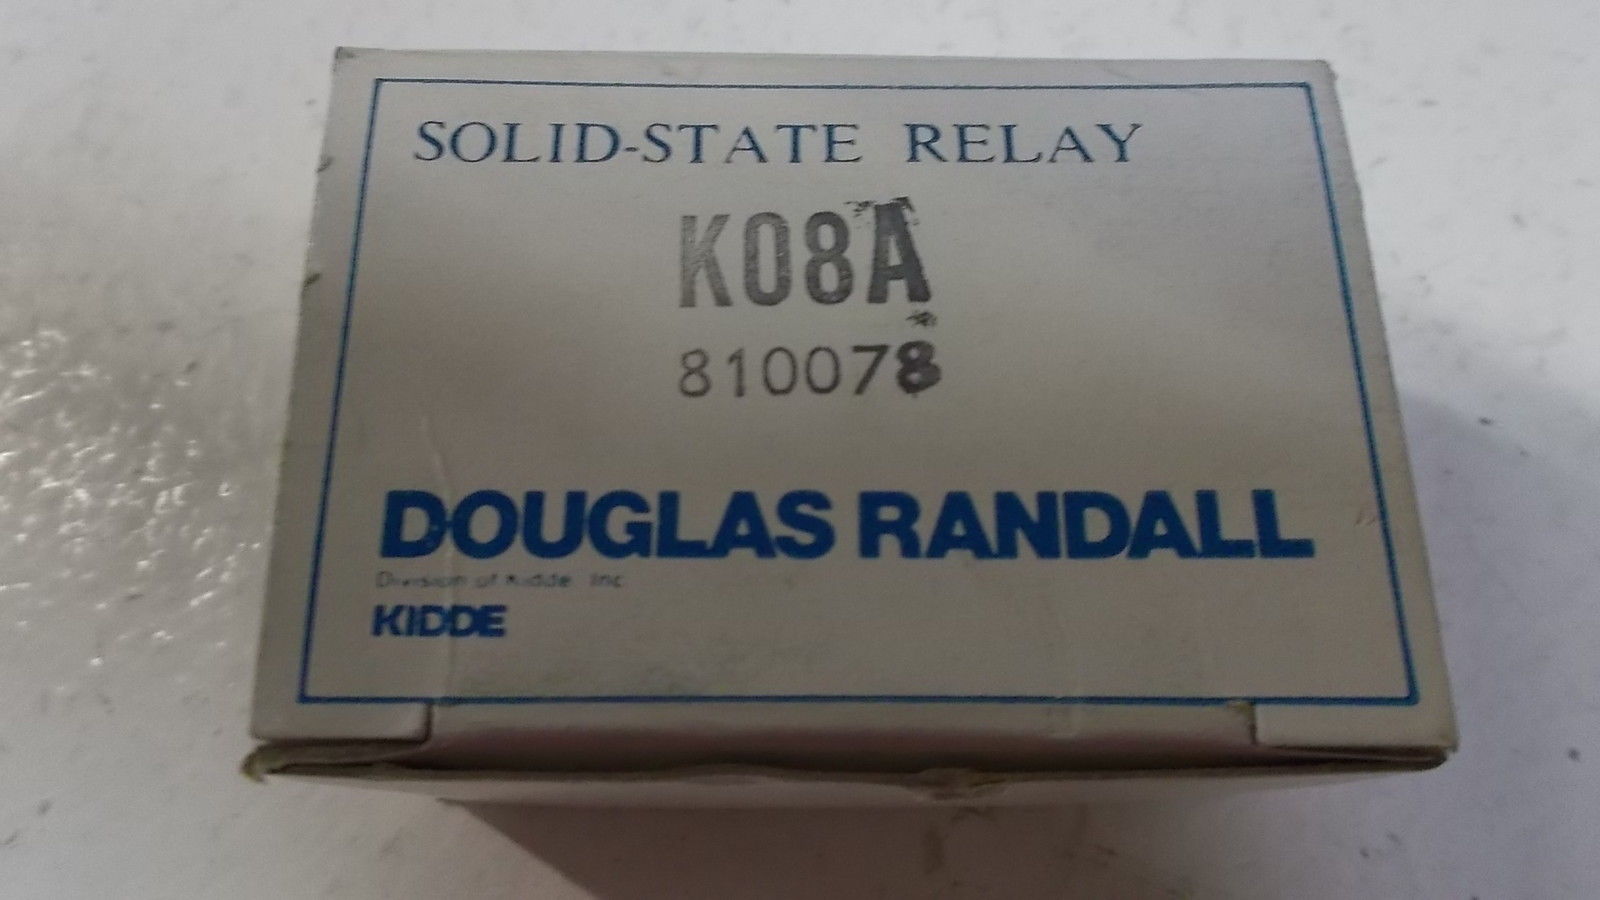 SOLID-STATE RELAY
K08A
810078
DOUGLAS RANDALL
Division of Kidde, Inc.
KIDDE